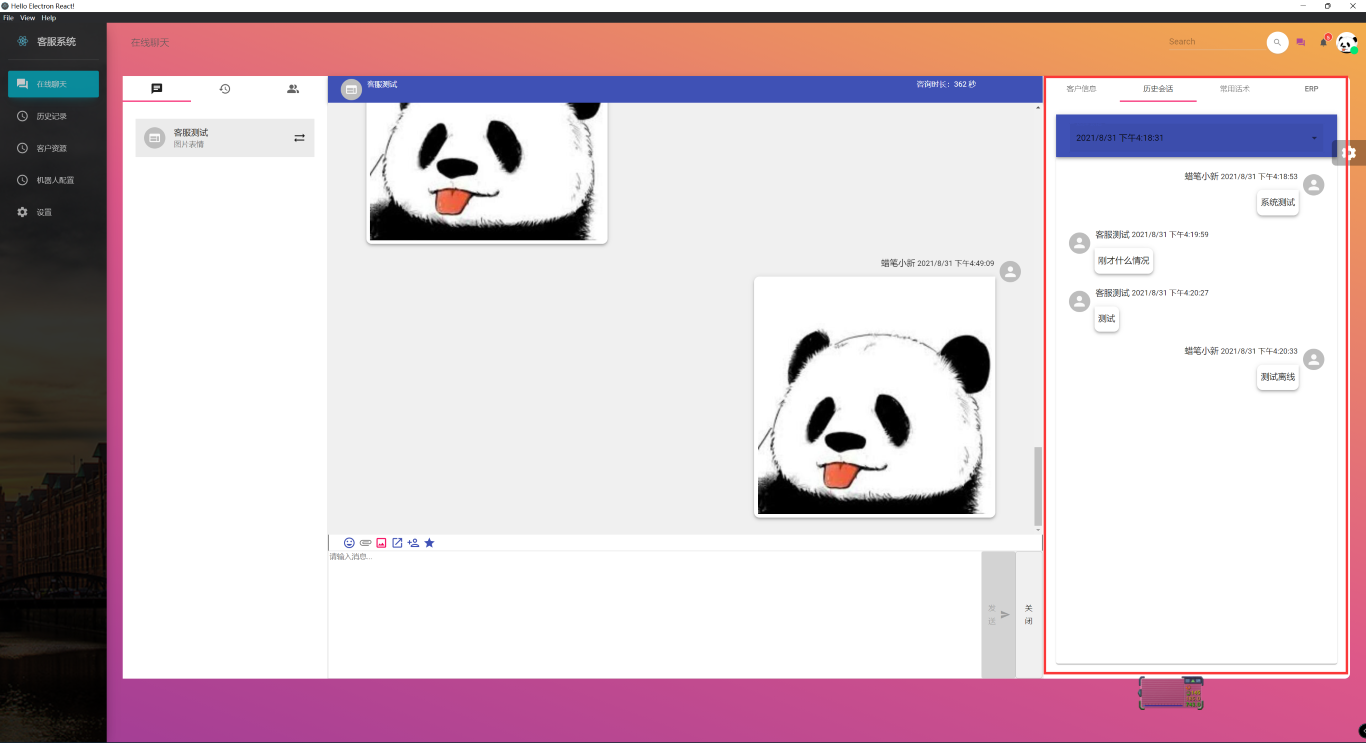 Hello Electron React!
File View Help
客服系统
在线聊天
历史记录
客户资源
机器人配置
设置
在线聊天
Search
客服测试
图片表情
客服测试
咨询时长：362 秒
蜡笔小新 2021/8/31 下午4:49:09
请输入消息...
发
送
关
闭
客户信息
历史会话
常用话术
ERP
2021/8/31 下午4:18:31
蜡笔小新 2021/8/31 下午4:18:53
系统测试
客服测试 2021/8/31 下午4:19:59
刚才什么情况
客服测试 2021/8/31 下午4:20:27
测试
蜡笔小新 2021/8/31 下午4:20:33
测试离线